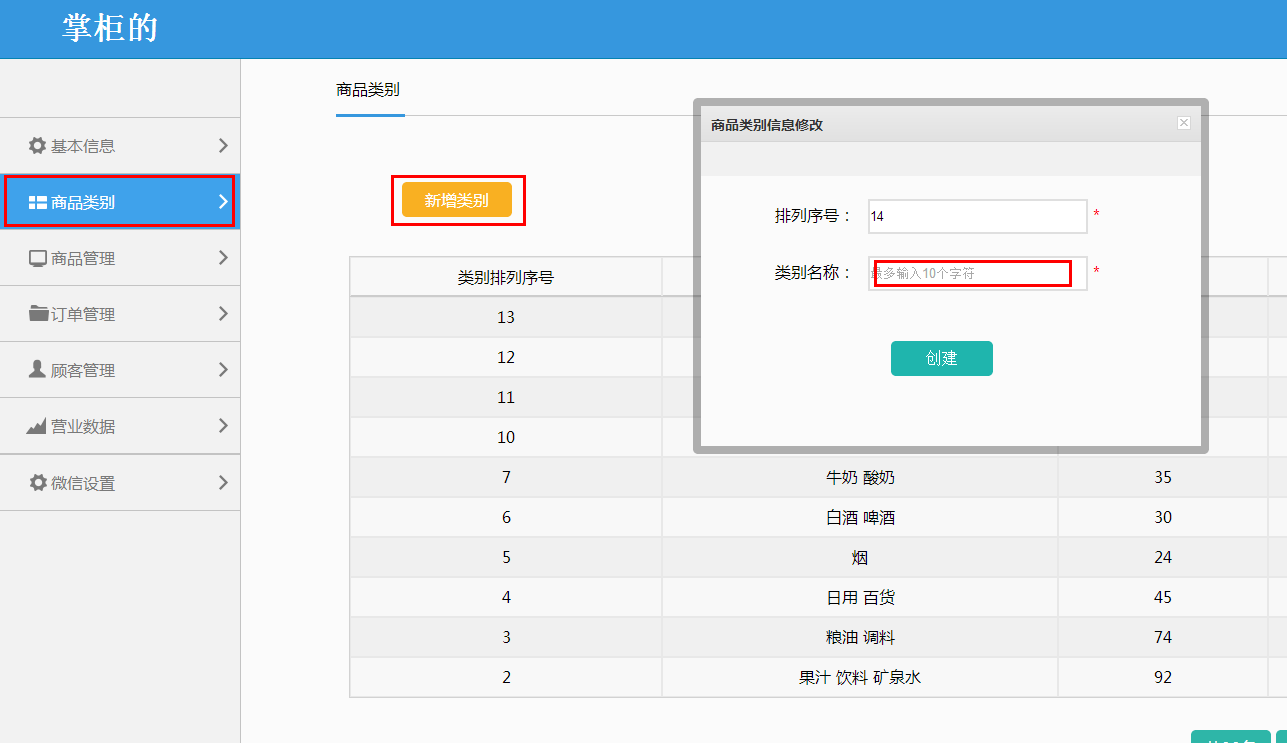 掌柜的
基本信息
商品类别
商品管理
订单管理
顾客管理
营业数据
微信设置
商品类别
新增类别
商品类别信息修改
排列序号： 14 *
类别名称： 最多输入10个字符 *
创建
类别排列序号
13
12
11
10
7 牛奶 酸奶 35
6 白酒 啤酒 30
5 烟 24
4 日用 百货 45
3 粮油 调料 74
2 果汁 饮料 矿泉水 92